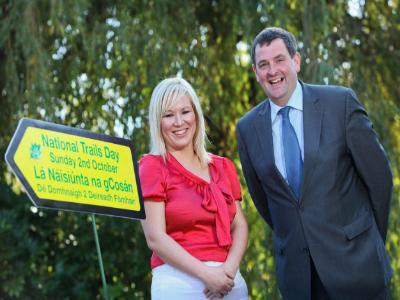 National Trails Day
Sunday 2nd October
Lá Náisiúnta na gCosán
Dé Domhnaigh 2 Deireadh Fómhair